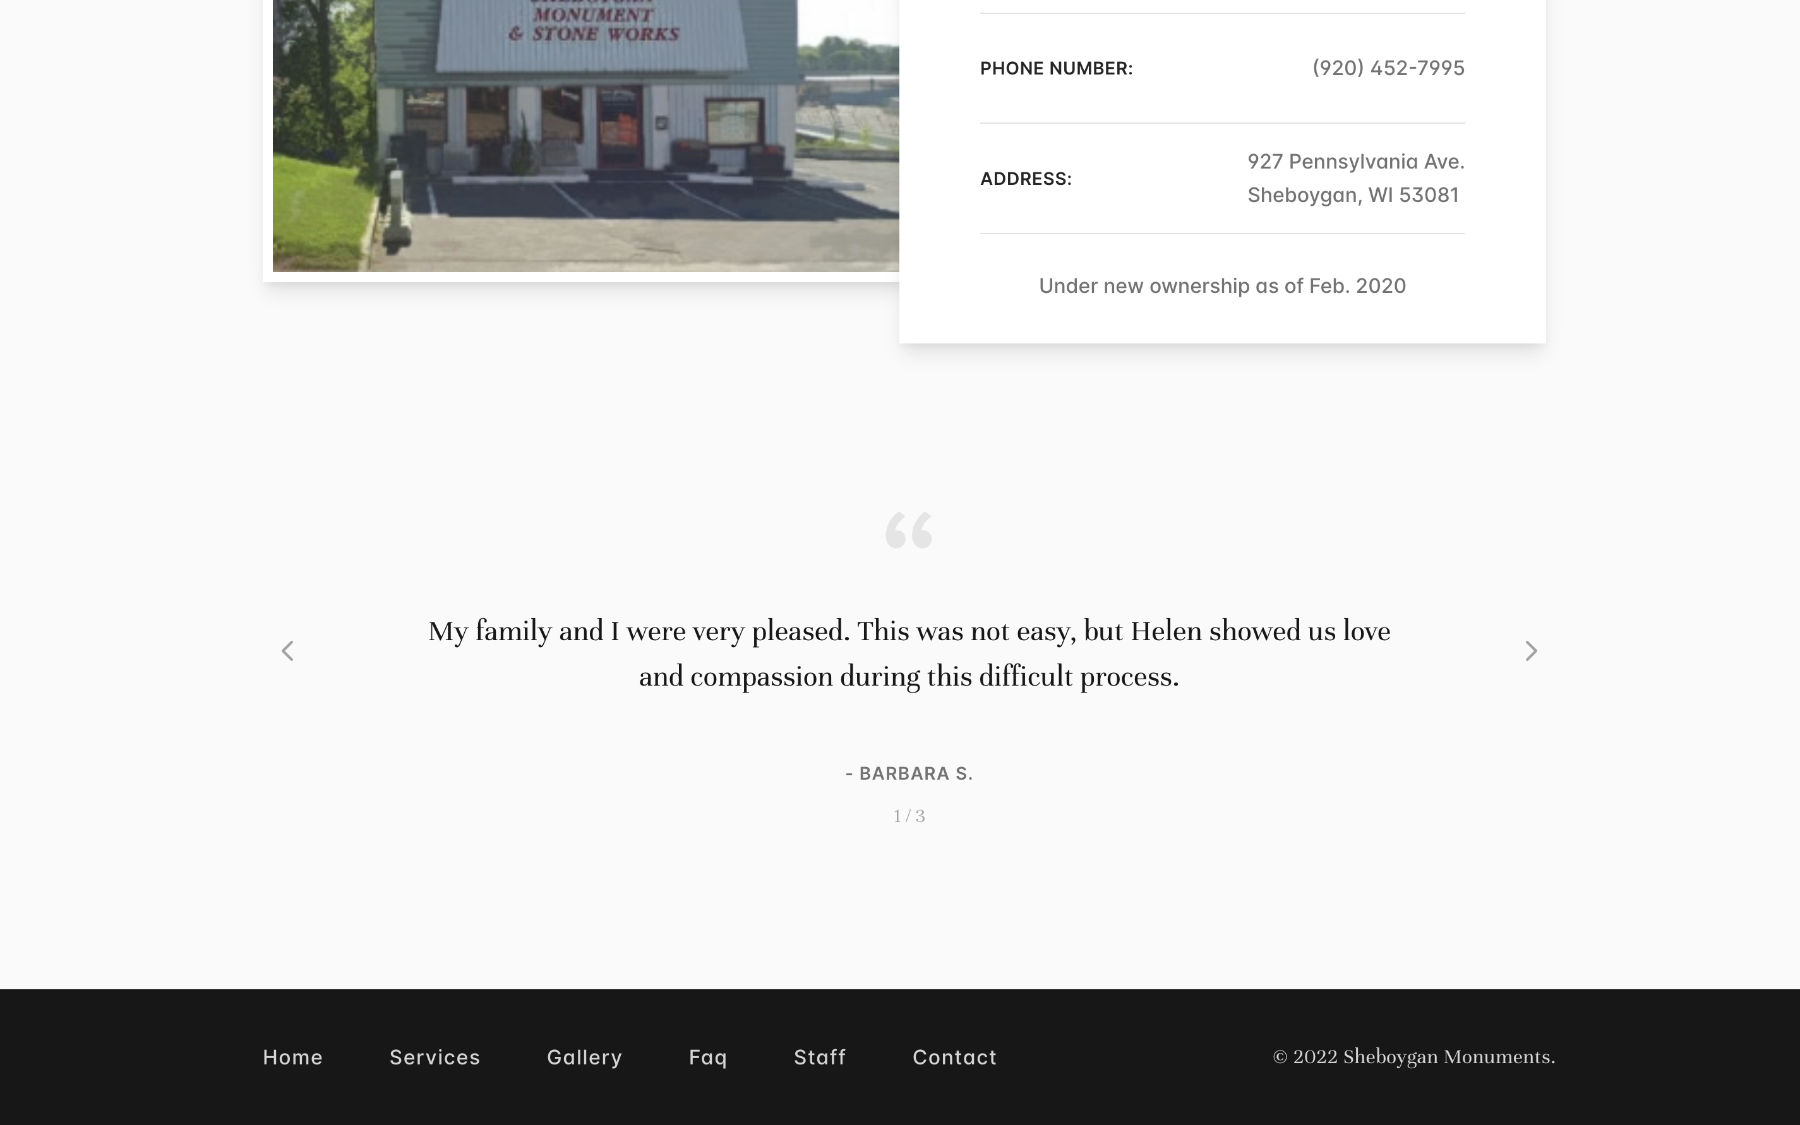 MONUMENT
& STONE WORKS
PHONE NUMBER:
(920) 452-7995
ADDRESS:
927 Pennsylvania Ave.
Sheboygan, WI 53081
Under new ownership as of Feb. 2020
“
My family and I were very pleased. This was not easy, but Helen showed us love
and compassion during this difficult process.
- BARBARA S.
1 / 3
Home
Services
Gallery
Faq
Staff
Contact
© 2022 Sheboygan Monuments.